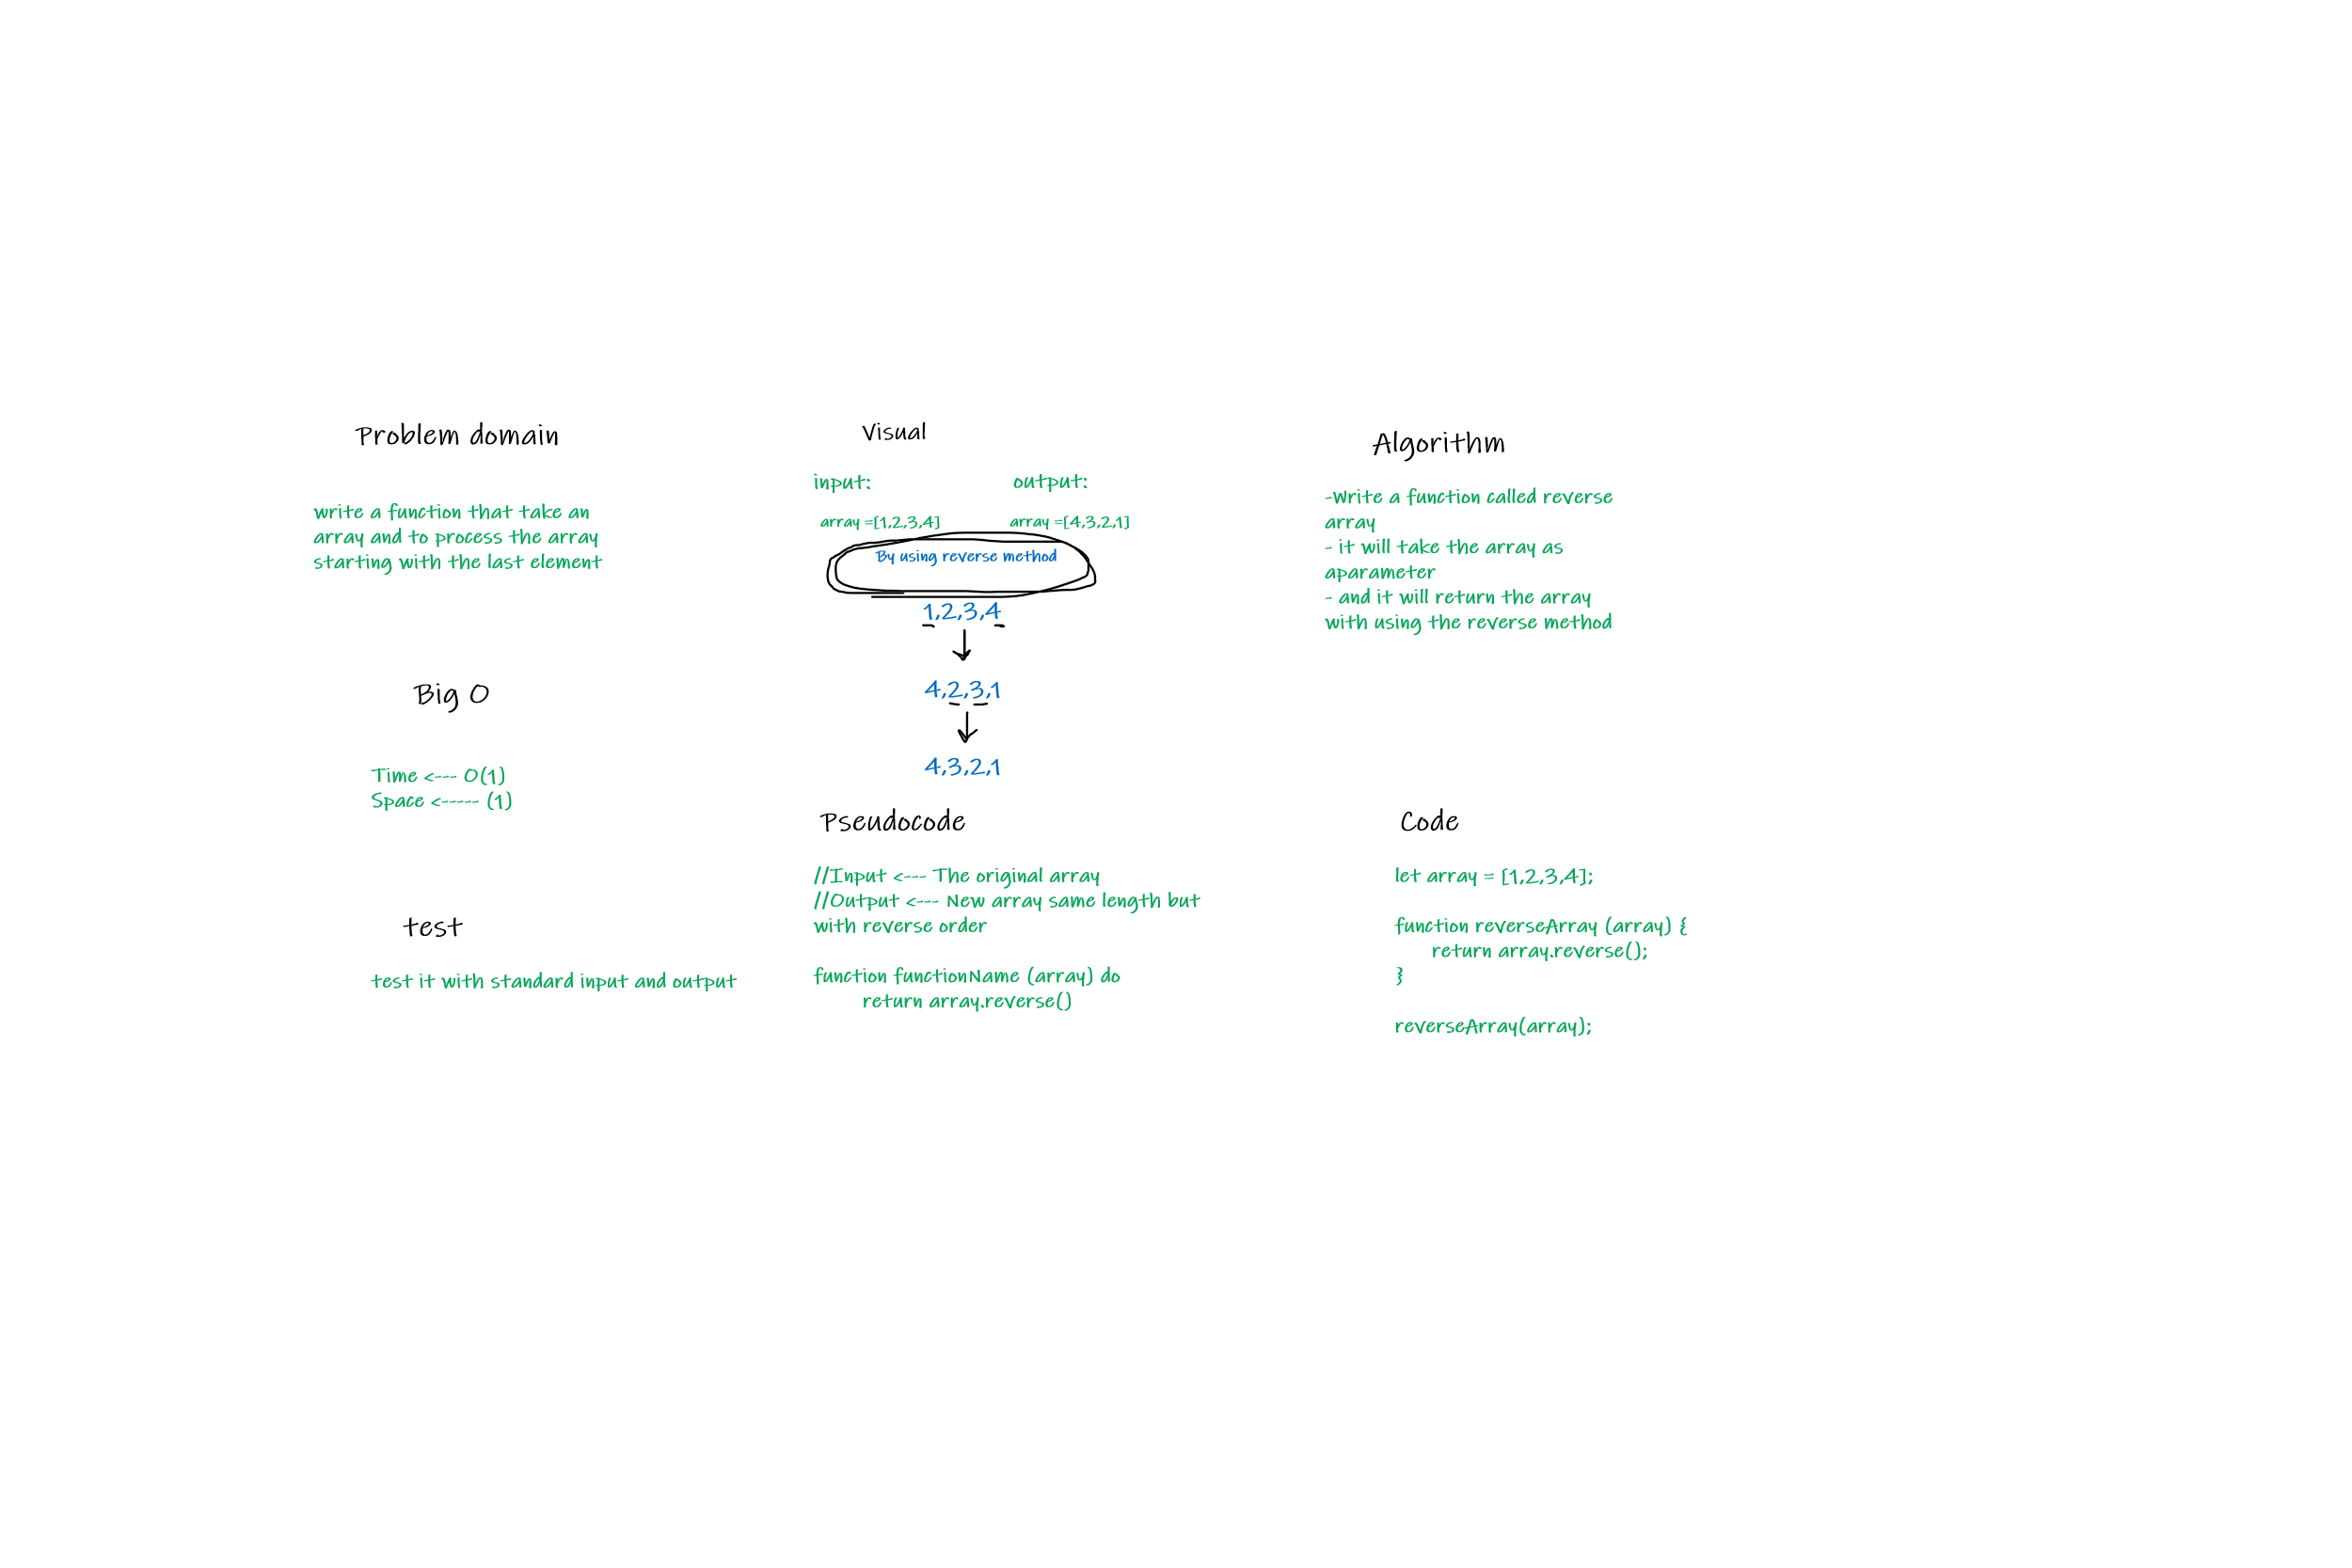 Problem domain
write a function that take an
array and to process the array
starting with the last element
Big O
Time <--- O(1)
Space <----- (1)
test
test it with standard input and output
Visual
input:
output:
array =[1,2,3,4]
array =[4,3,2,1]
By using reverse method
1,2,3,4
4,2,3,1
4,3,2,1
Pseudocode
//Input <--- The original array
//Output <--- New array same length but
with reverse order
function functionName (array) do
return array.reverse()
Algorithm
-Write a function called reverse
array
- it will take the array as
aparameter
- and it will return the array
with using the reverse method
Code
let array = [1,2,3,4];
function reverseArray (array) {
return array.reverse();
}
reverseArray(array);